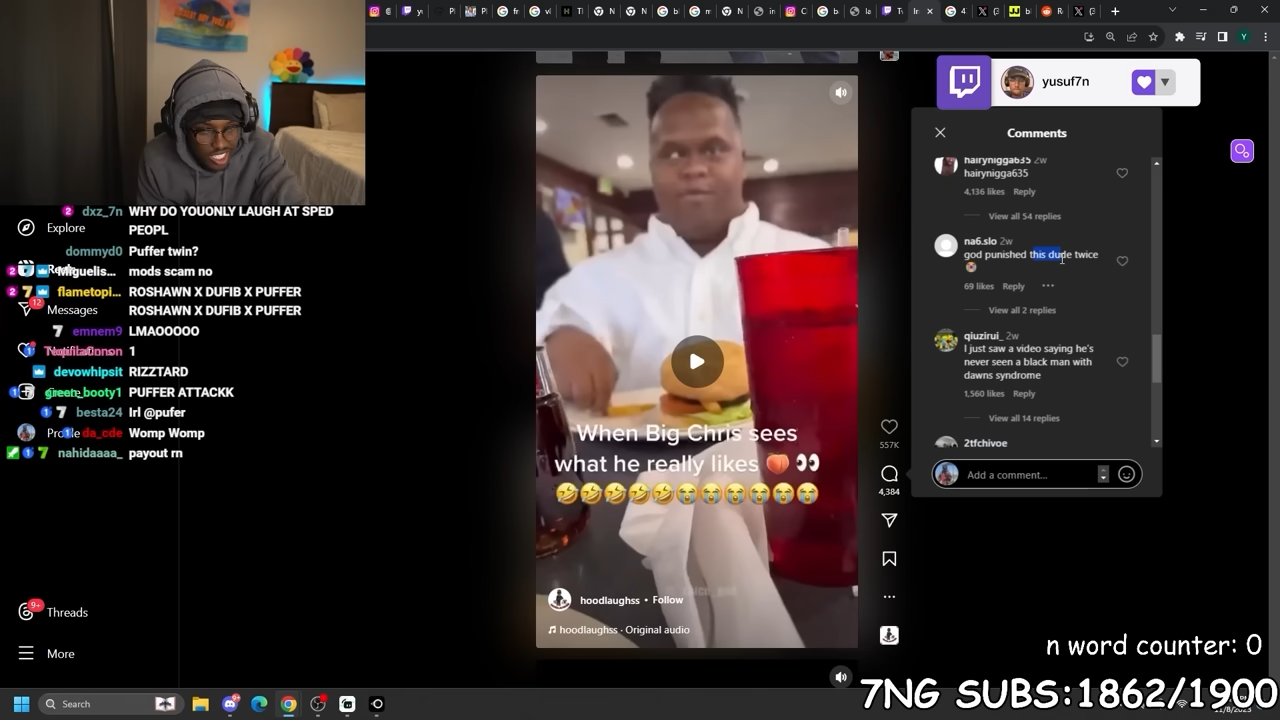 yusuf7n
Comments
hairynigga635 2w
hairynigga635
4,136 likes Reply
View all 54 replies
na6.slo 2w
god punished this dude twice
😭
69 likes Reply ...
View all 2 replies
qiuzirui_ 2w
I just saw a video saying he's
never seen a black man with
dawns syndrome
1,560 likes Reply
View all 14 replies
2tfchivoe
Add a comment...
dxz_7n WHY DO YOUONLY LAUGH AT SPED
PEOPL
Explore
dommyd0 Puffer twin?
Miguelis... mods scam no
flametopi... ROSHAWN X DUFIB X PUFFER
Messages
12
ROSHAWN X DUFIB X PUFFER
emnem9 LMAOOOOO
1
devowhipsit RIZZTARD
green_booty1 PUFFER ATTACKK
besta24 Irl @pufer
Profile
da_cde Womp Womp
nahidaaaa_ payout rn
Threads
9+
More
When Big Chris sees
what he really likes 🍑 👀
🤣🤣🤣🤣🤣😭😭😭😭😭😭
hoodlaughss • Follow
hoodlaughss · Original audio
557K
4,384
n word counter: 0
7NG SUBS:1862/1900
Search